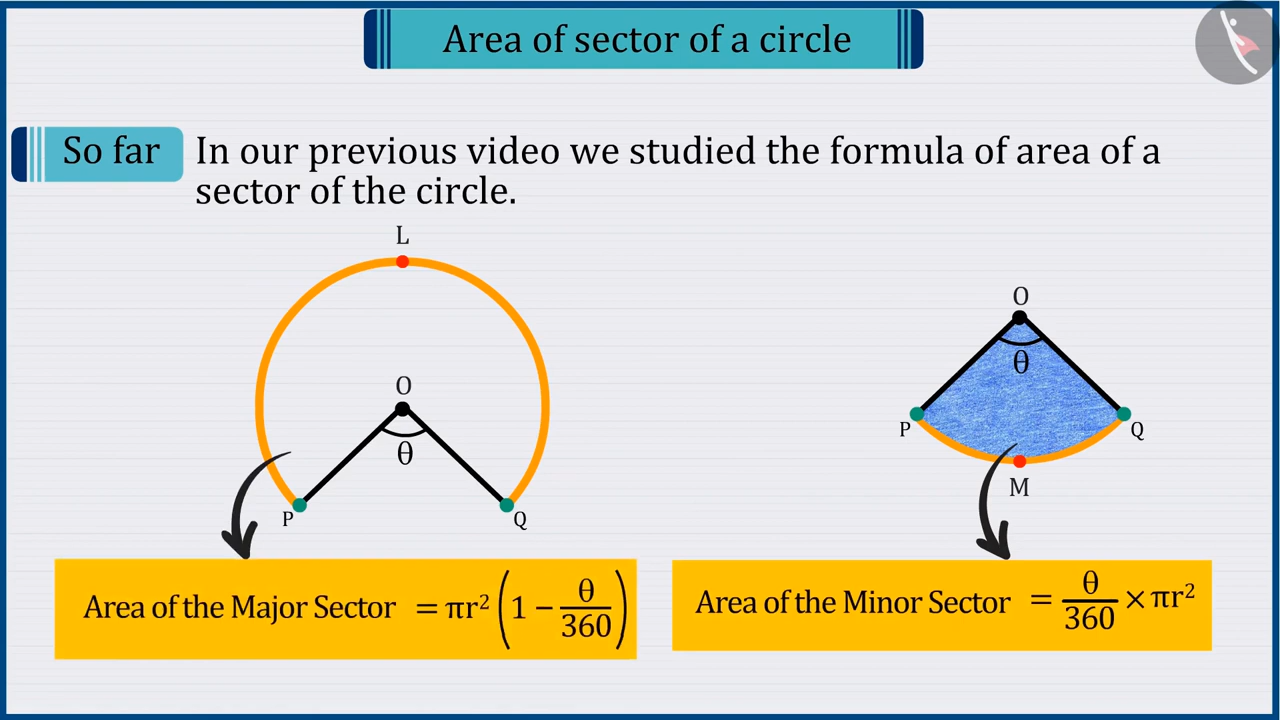 Area of sector of a circle
So far
In our previous video we studied the formula of area of a
sector of the circle.
L
O
θ
P
Q
O
θ
P
Q
M
Area of the Major Sector = πr² (1 − θ/360)
Area of the Minor Sector = θ/360 × πr²